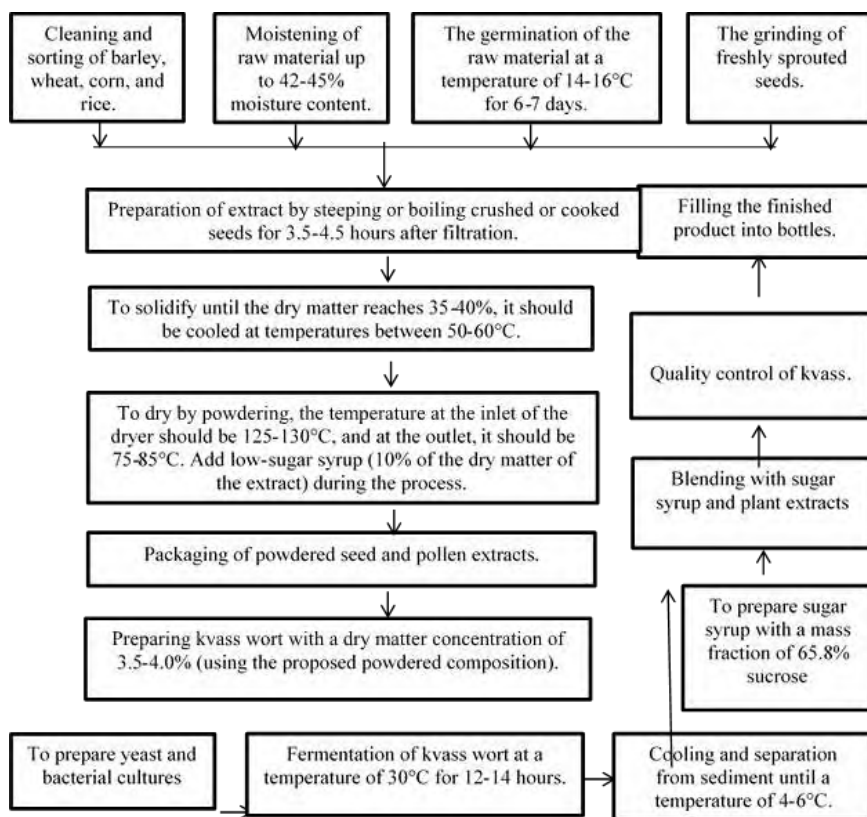 Cleaning and
sorting of barley,
wheat, corn, and
rice.
Moistening of
raw material up
to 42-45%
moisture content.
The germination of the
raw material at a
temperature of 14-16°C
for 6-7 days.
The grinding of
freshly sprouted
seeds.
Preparation of extract by steeping or boiling crushed or cooked
seeds for 3.5-4.5 hours after filtration.
Filling the finished
product into bottles.
To solidify until the dry matter reaches 35-40%, it should
be cooled at temperatures between 50-60°C.
Quality control of kvass.
To dry by powdering, the temperature at the inlet of the
dryer should be 125-130°C, and at the outlet, it should be
75-85°C. Add low-sugar syrup (10% of the dry matter of
the extract) during the process.
Blending with sugar
syrup and plant extracts
Packaging of powdered seed and pollen extracts.
To prepare sugar
syrup with a mass
fraction of 65.8%
sucrose
Preparing kvass wort with a dry matter concentration of
3.5-4.0% (using the proposed powdered composition).
To prepare yeast and
bacterial cultures
Fermentation of kvass wort at a
temperature of 30°C for 12-14 hours.
Cooling and separation
from sediment until a
temperature of 4-6°C.